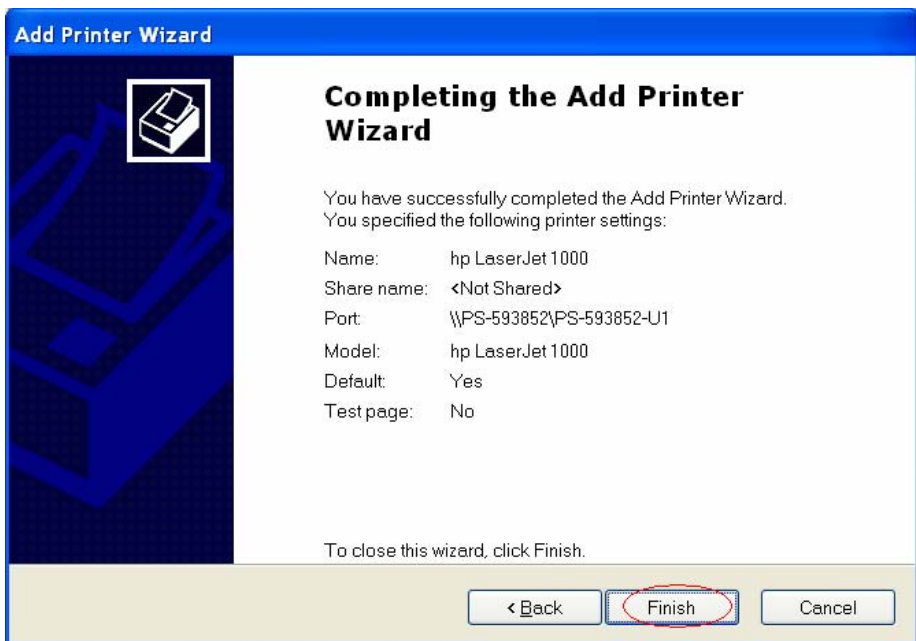 Add Printer Wizard
Completing the Add Printer
Wizard
You have successfully completed the Add Printer Wizard.
You specified the following printer settings:
Name: hp LaserJet 1000
Share name: <Not Shared>
Port: \\PS-593852\PS-593852-U1
Model: hp LaserJet 1000
Default: Yes
Test page: No
To close this wizard, click Finish.
< Back Finish Cancel